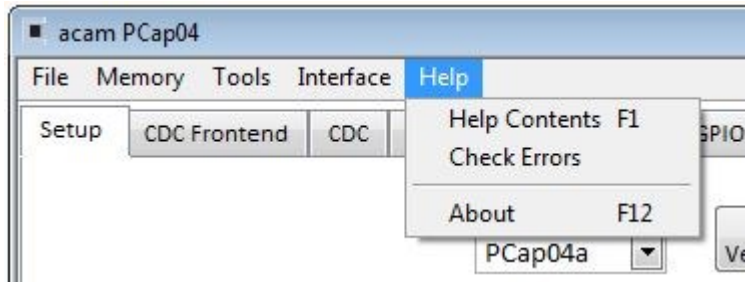 acam PCap04
File Memory Tools Interface Help
Setup CDC Frontend CDC
Help Contents F1
Check Errors
About F12
PCap04a